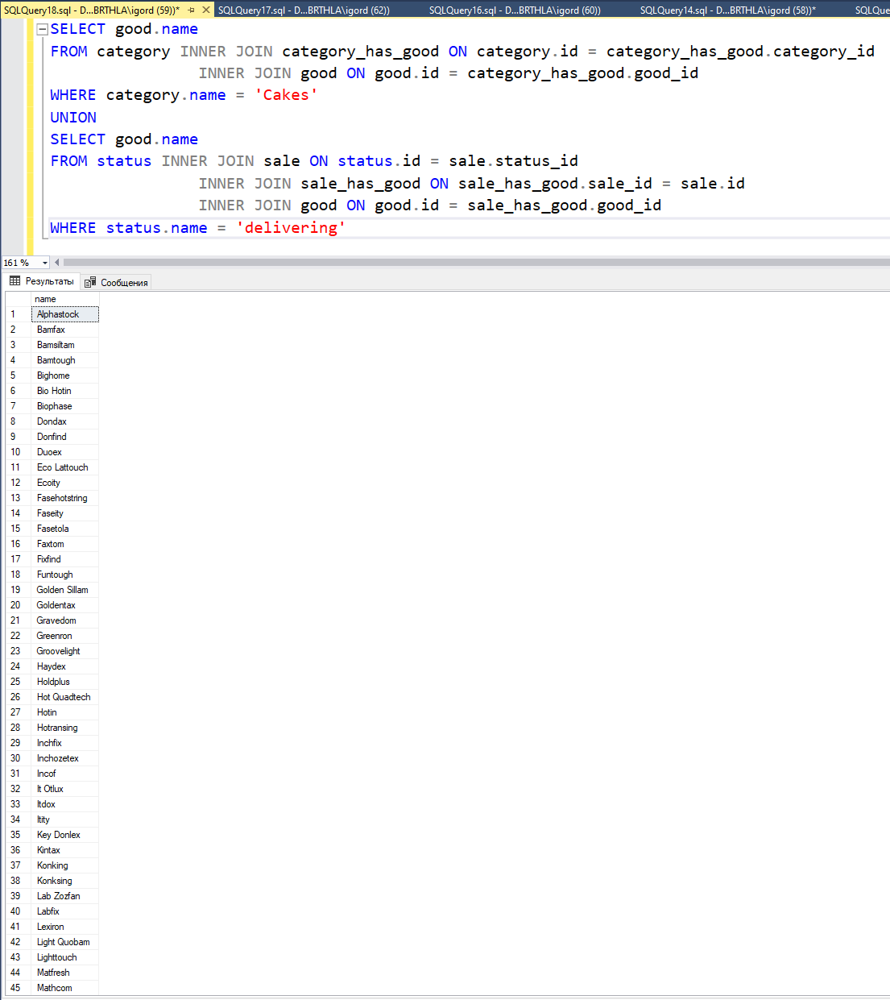 SQLQuery18.sql - D...BRTHLA\igord (59))* SQLQuery17.sql - D...BRTHLA\igord (62)) SQLQuery16.sql - D...BRTHLA\igord (60)) SQLQuery14.sql - D...BRTHLA\igord (58))* SQLQue
SELECT good.name
FROM category INNER JOIN category_has_good ON category.id = category_has_good.category_id
INNER JOIN good ON good.id = category_has_good.good_id
WHERE category.name = 'Cakes'
UNION
SELECT good.name
FROM status INNER JOIN sale ON status.id = sale.status_id
INNER JOIN sale_has_good ON sale_has_good.sale_id = sale.id
INNER JOIN good ON good.id = sale_has_good.good_id
WHERE status.name = 'delivering'
161 %
Результаты Сообщения
name
1 Alphastock
2 Bamfax
3 Bamsiltam
4 Bamtough
5 Bighome
6 Bio Hotin
7 Biophase
8 Dondax
9 Donfind
10 Duoex
11 Eco Lattouch
12 Ecoity
13 Fasehotstring
14 Faseity
15 Fasetola
16 Faxtom
17 Fixfind
18 Funtough
19 Golden Sillam
20 Goldentax
21 Gravedom
22 Greenron
23 Groovelight
24 Haydex
25 Holdplus
26 Hot Quadtech
27 Hotin
28 Hotransing
29 Inchfix
30 Inchozetex
31 Incof
32 It Otlux
33 Itdox
34 Itity
35 Key Donlex
36 Kintax
37 Konking
38 Konksing
39 Lab Zozfan
40 Labfix
41 Lexiron
42 Light Quobam
43 Lighttouch
44 Matfresh
45 Mathcom